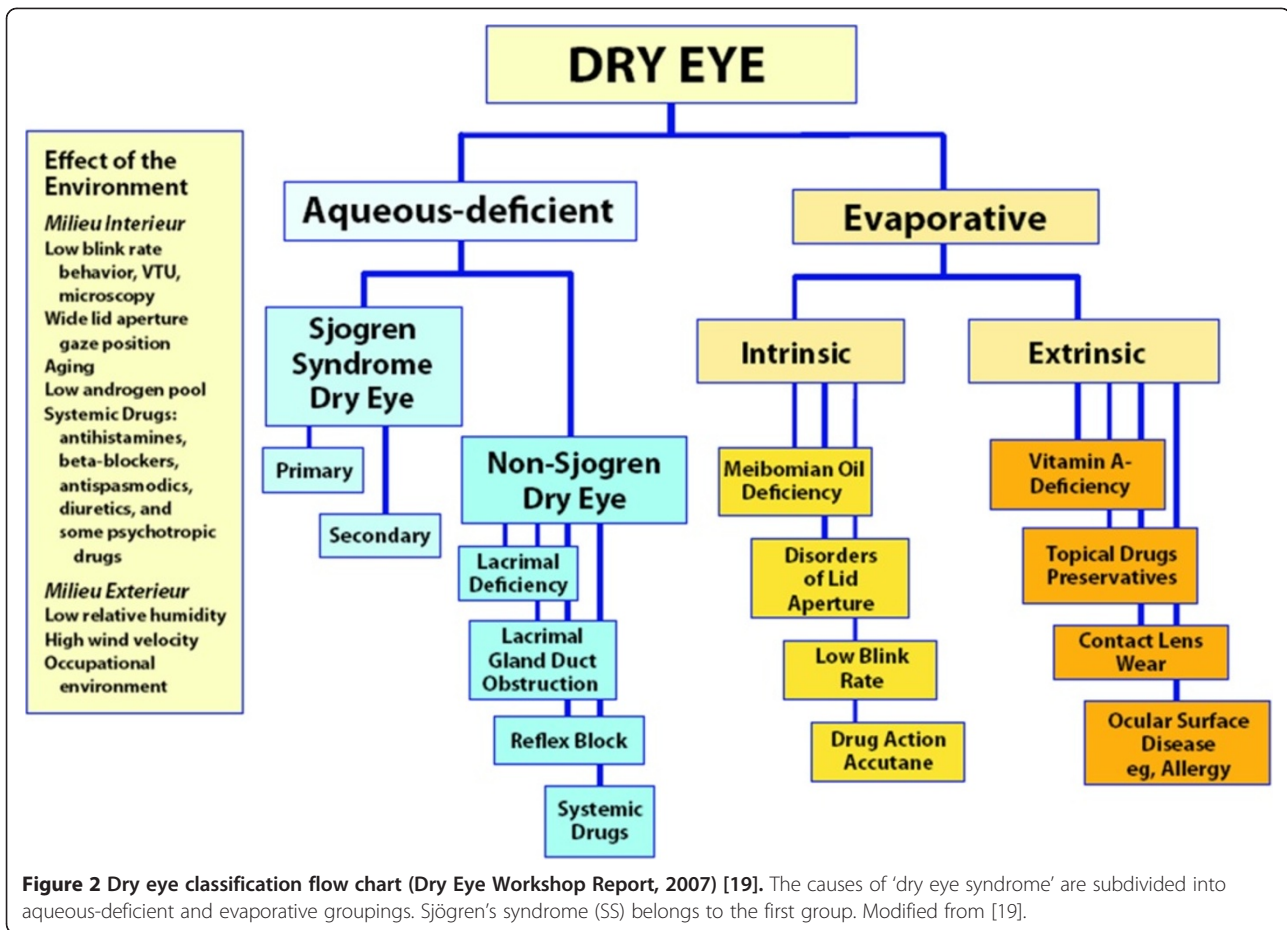 DRY EYE
Effect of the
Environment
Milieu Interieur
Low blink rate
behavior, VTU,
microscopy
Wide lid aperture
gaze position
Aging
Low androgen pool
Systemic Drugs:
antihistamines,
beta-blockers,
antispasmodics,
diuretics, and
some psychotropic
drugs
Milieu Exterieur
Low relative humidity
High wind velocity
Occupational
environment
Aqueous-deficient
Sjogren
Syndrome
Dry Eye
Primary
Secondary
Non-Sjogren
Dry Eye
Lacrimal
Deficiency
Lacrimal
Gland Duct
Obstruction
Reflex Block
Systemic
Drugs
Evaporative
Intrinsic
Meibomian Oil
Deficiency
Disorders
of Lid
Aperture
Low Blink
Rate
Drug Action
Accutane
Extrinsic
Vitamin A-
Deficiency
Topical Drugs
Preservatives
Contact Lens
Wear
Ocular Surface
Disease
eg, Allergy
Figure 2 Dry eye classification flow chart (Dry Eye Workshop Report, 2007) [19]. The causes of ‘dry eye syndrome’ are subdivided into
aqueous-deficient and evaporative groupings. Sjögren’s syndrome (SS) belongs to the first group. Modified from [19].